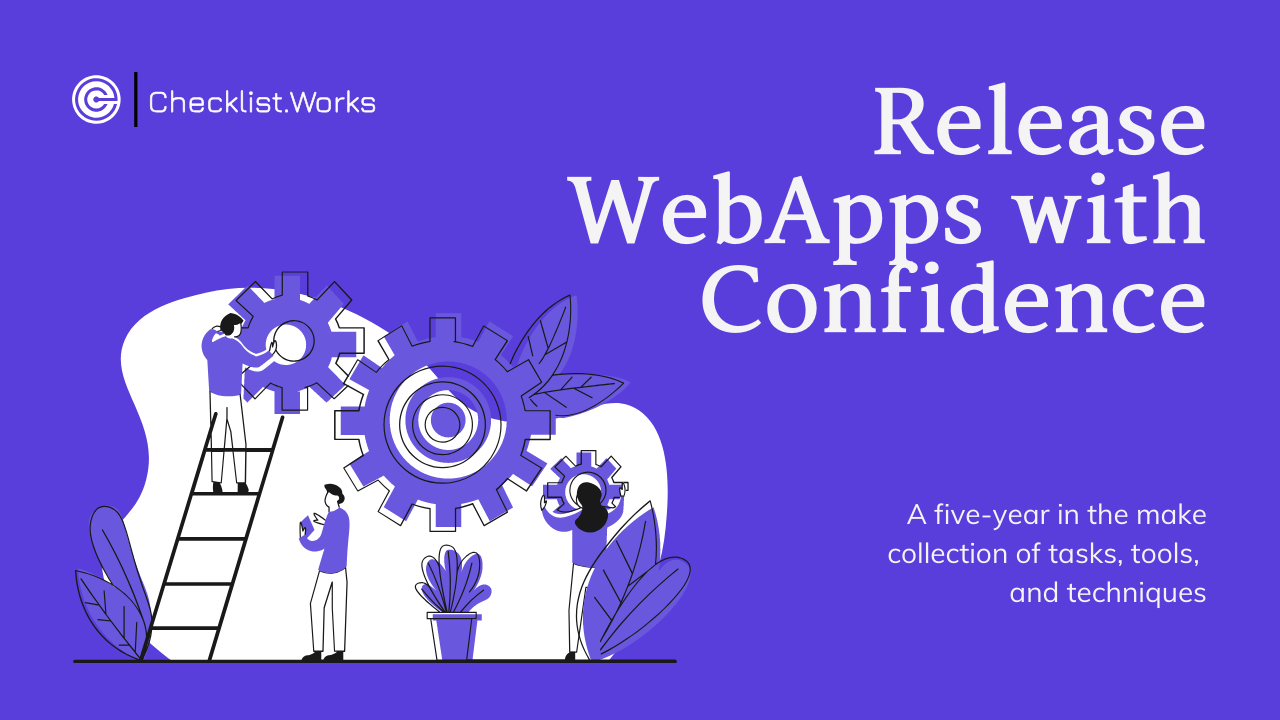 Checklist.Works
Release
WebApps with
Confidence
A five-year in the make
collection of tasks, tools,
and techniques